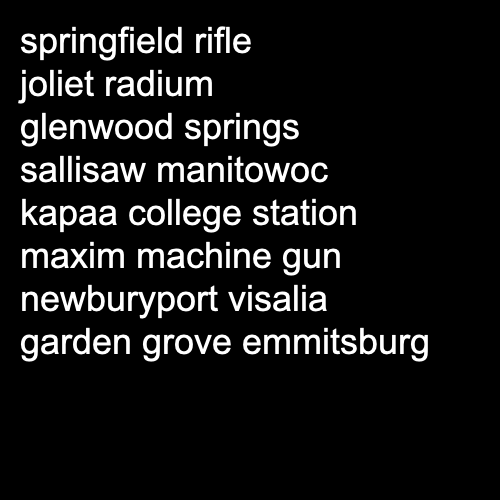 springfield rifle
joliet radium
glenwood springs
sallisaw manitowoc
kapaa college station
maxim machine gun
newburyport visalia
garden grove emmitsburg